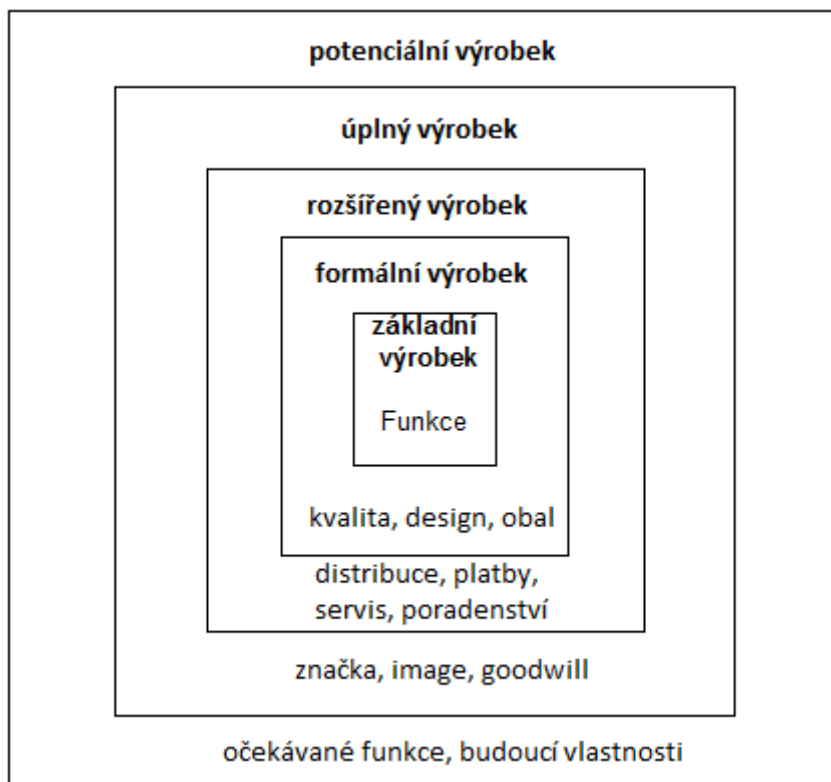 potenciální výrobek
úplný výrobek
rozšířený výrobek
formální výrobek
základní
výrobek
Funkce
kvalita, design, obal
distribuce, platby,
servis, poradenství
značka, image, goodwill
očekávané funkce, budoucí vlastnosti